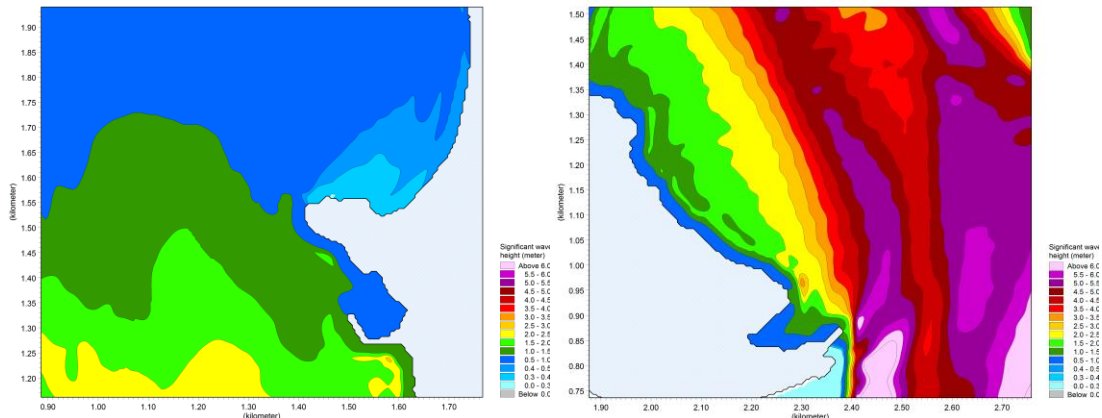 1.90
1.85
1.80
1.75
1.70
1.65
1.60
1.55
1.50
1.45
1.40
1.35
1.30
1.25
1.20
(kilometer)
0.90 1.00 1.10 1.20 1.30 1.40 1.50 1.60 1.70
(kilometer)
Significant wave
height (meter)
Above 6.0
5.5 - 6.0
5.0 - 5.5
4.5 - 5.0
4.0 - 4.5
3.5 - 4.0
3.0 - 3.5
2.5 - 3.0
2.0 - 2.5
1.5 - 2.0
1.0 - 1.5
0.5 - 1.0
0.4 - 0.5
0.3 - 0.4
0.0 - 0.3
Below 0.0
1.50
1.45
1.40
1.35
1.30
1.25
1.20
1.15
1.10
1.05
1.00
0.95
0.90
0.85
0.80
0.75
(kilometer)
1.90 2.00 2.10 2.20 2.30 2.40 2.50 2.60 2.70
(kilometer)
Significant wave
height (meter)
Above 6.0
5.5 - 6.0
5.0 - 5.5
4.5 - 5.0
4.0 - 4.5
3.5 - 4.0
3.0 - 3.5
2.5 - 3.0
2.0 - 2.5
1.5 - 2.0
1.0 - 1.5
0.5 - 1.0
0.4 - 0.5
0.3 - 0.4
0.0 - 0.3
Below 0.0